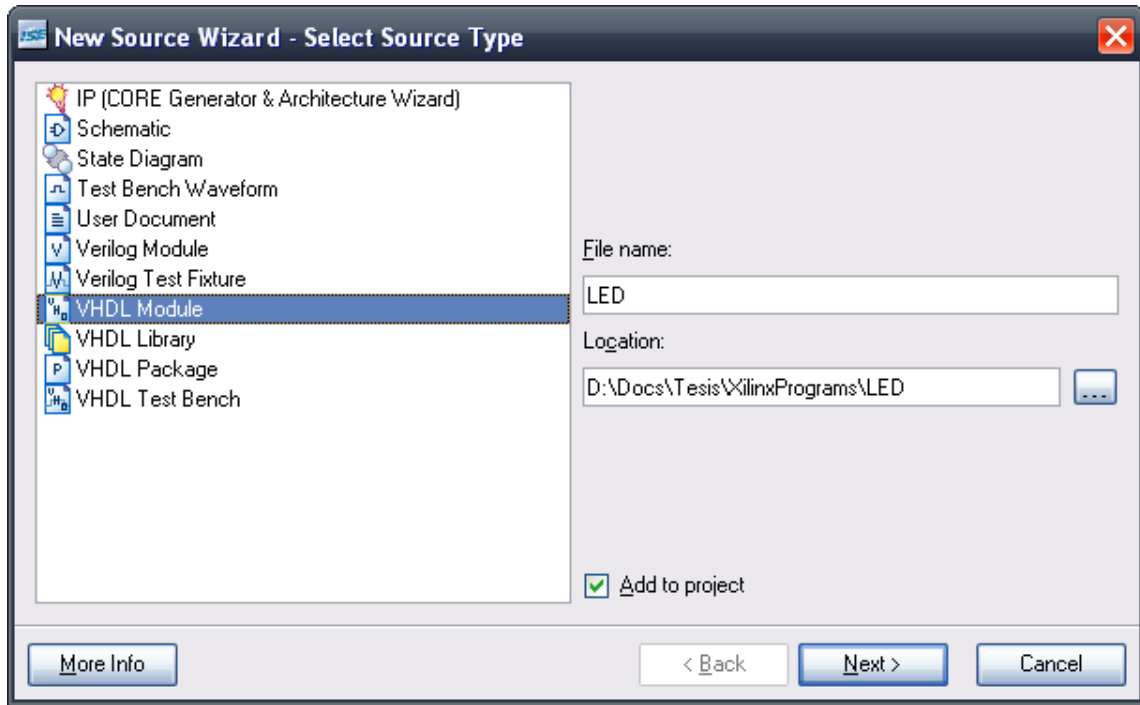 ISE New Source Wizard - Select Source Type
IP (CORE Generator & Architecture Wizard)
Schematic
State Diagram
Test Bench Waveform
User Document
V Verilog Module
Verilog Test Fixture
VHDL Module
VHDL Library
P VHDL Package
VHDL Test Bench
File name:
LED
Location:
D:\Docs\Tesis\XilinxPrograms\LED
...
Add to project
More Info
< Back
Next >
Cancel